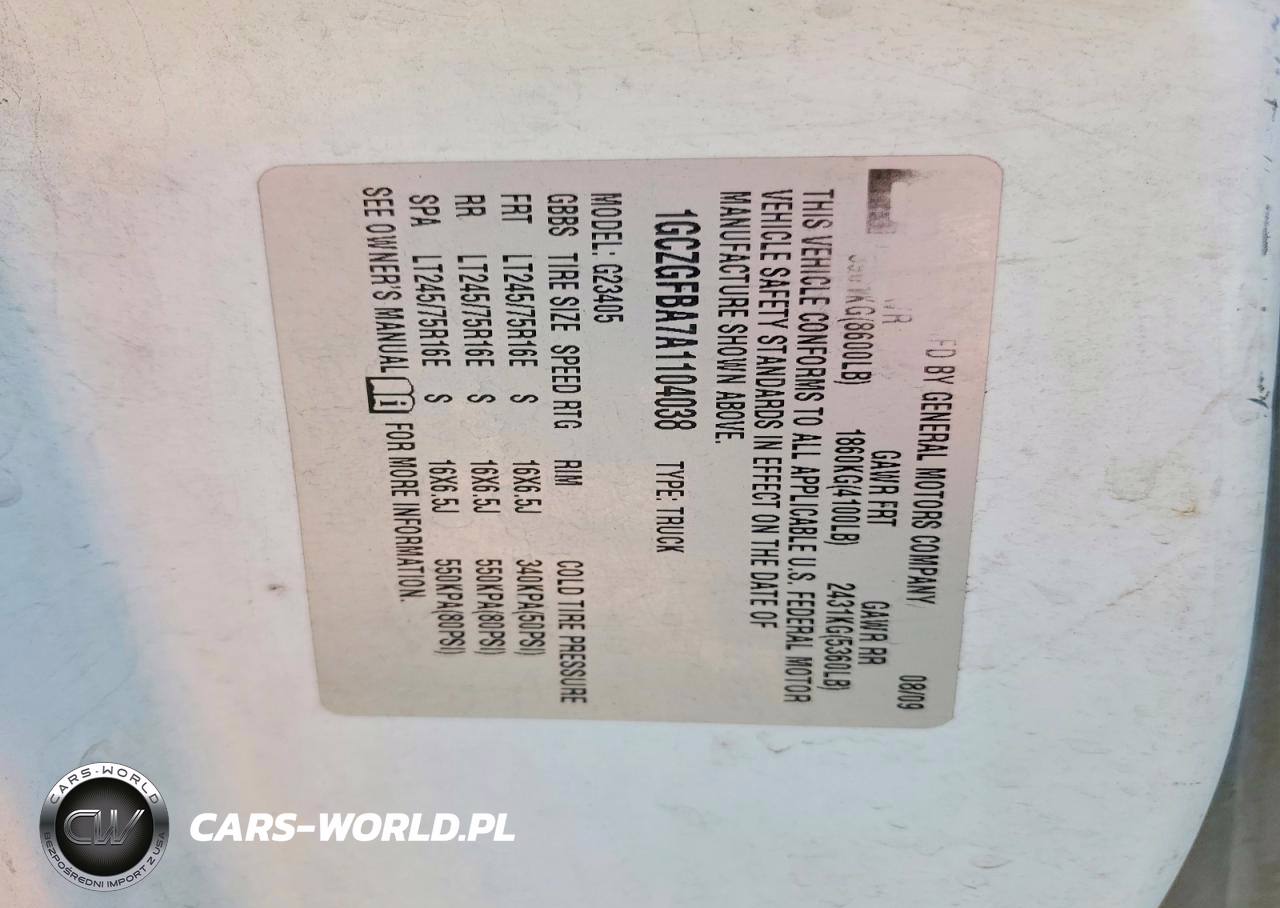 FD BY GENERAL MOTORS COMPANY 08/09
WR GAWR FRT GAWR RR
KG(8600LB) 1860KG(4100LB) 2431KG(5360LB)
THIS VEHICLE CONFORMS TO ALL APPLICABLE U.S. FEDERAL MOTOR
VEHICLE SAFETY STANDARDS IN EFFECT ON THE DATE OF
MANUFACTURE SHOWN ABOVE.
1GCZGFBA7A1104038 TYPE: TRUCK
MODEL: G23405
GBBS TIRE SIZE SPEED RTG RIM COLD TIRE PRESSURE
FRT LT245/75R16E S 16X6.5J 340KPA(50PSI)
RR LT245/75R16E S 16X6.5J 550KPA(80PSI)
SPA LT245/75R16E S 16X6.5J 550KPA(80PSI)
SEE OWNER'S MANUAL i FOR MORE INFORMATION.
CARS-WORLD
CW
BEZPOŚREDNI IMPORT Z USA
CARS-WORLD.PL